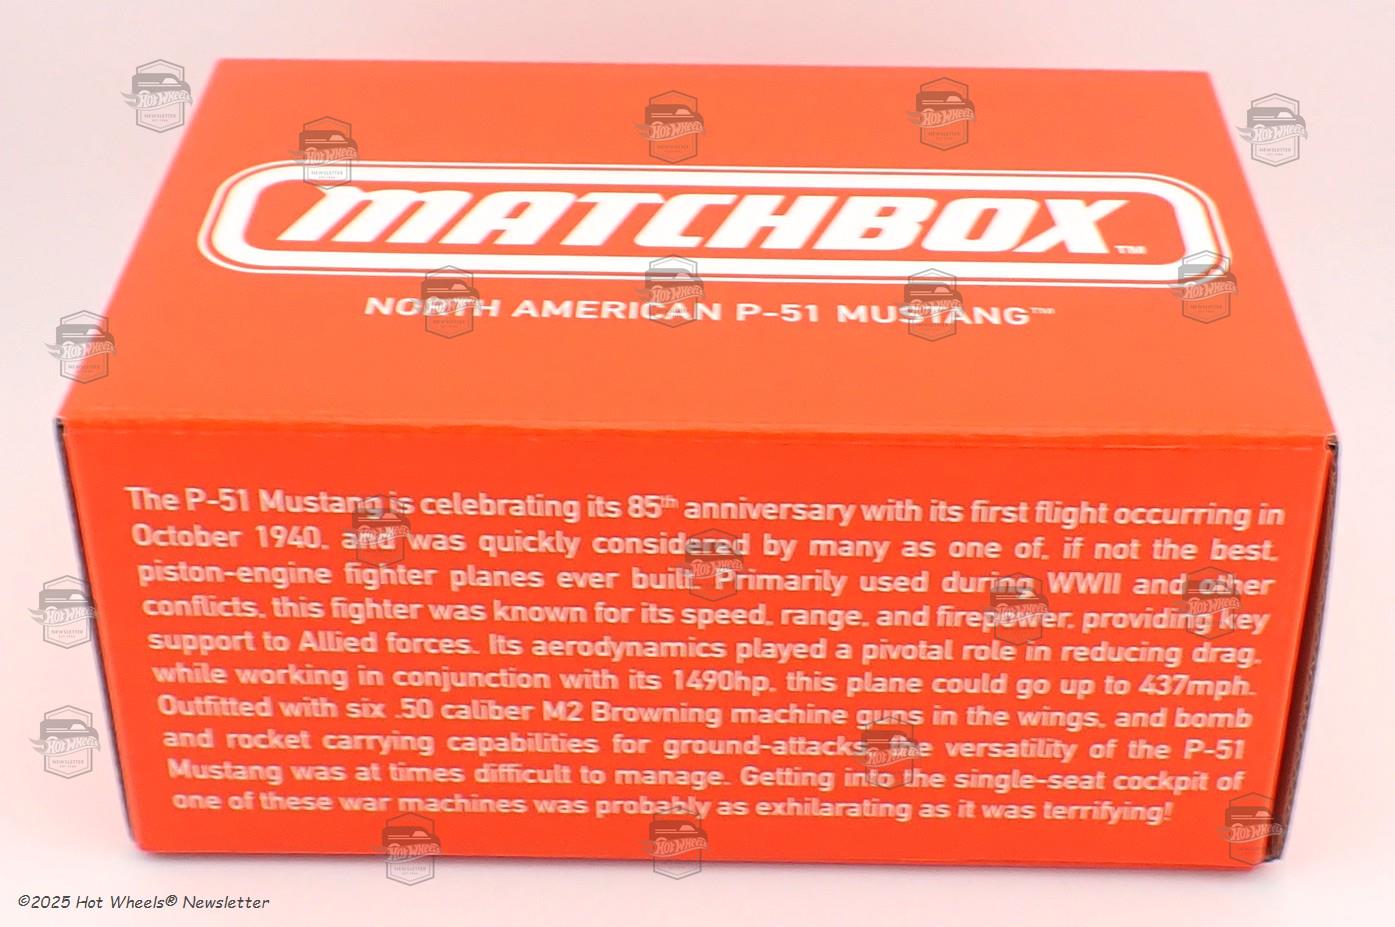 MATCHBOX™
NORTH AMERICAN P-51 MUSTANG™
The P-51 Mustang is celebrating its 85th anniversary with its first flight occurring in
October 1940, and was quickly considered by many as one of, if not the best,
piston-engine fighter planes ever built. Primarily used during WWII and other
conflicts, this fighter was known for its speed, range, and firepower, providing key
support to Allied forces. Its aerodynamics played a pivotal role in reducing drag,
while working in conjunction with its 1490hp, this plane could go up to 437mph.
Outfitted with six .50 caliber M2 Browning machine guns in the wings, and bomb
and rocket carrying capabilities for ground-attacks, the versatility of the P-51
Mustang was at times difficult to manage. Getting into the single-seat cockpit of
one of these war machines was probably as exhilarating as it was terrifying!
©2025 Hot Wheels® Newsletter